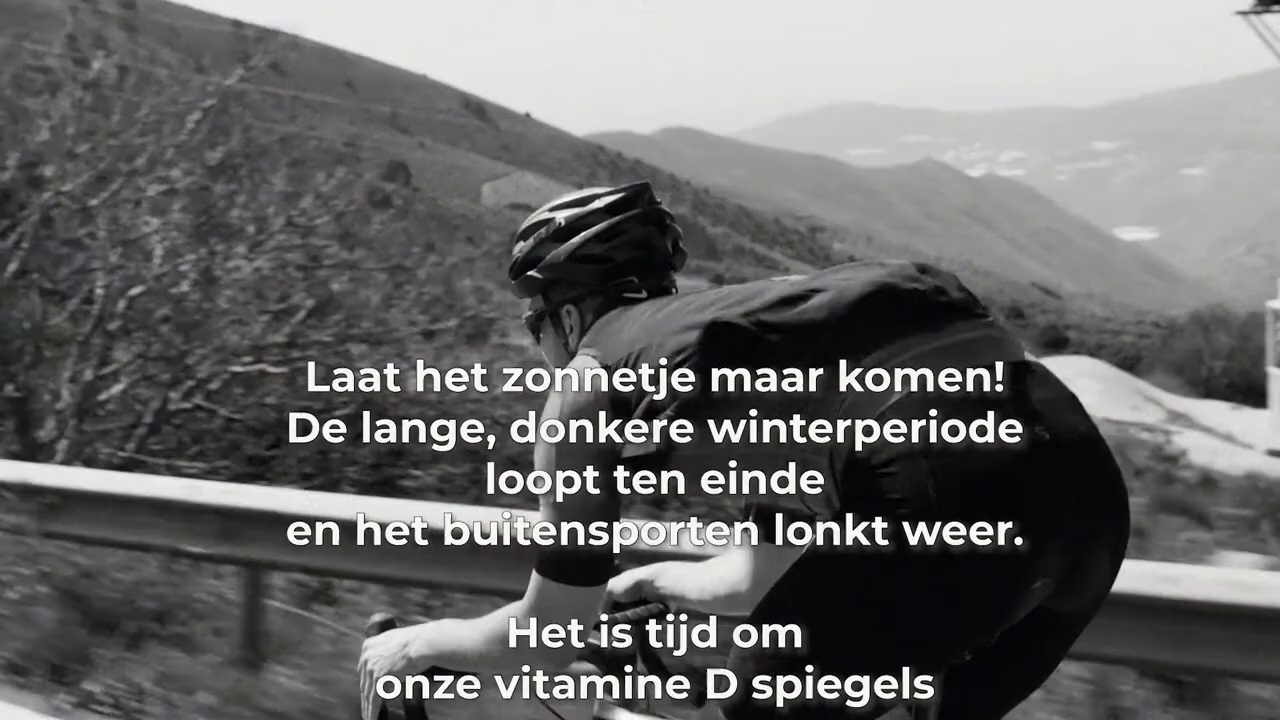 Laat het zonnetje maar komen!
De lange, donkere winterperiode
loopt ten einde
en het buitensporten lonkt weer.
Het is tijd om
onze vitamine D spiegels